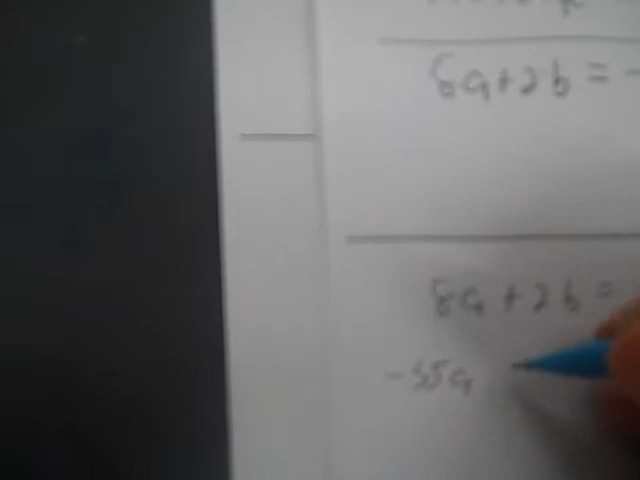 8a+2b = -
8a+2b =
-35a